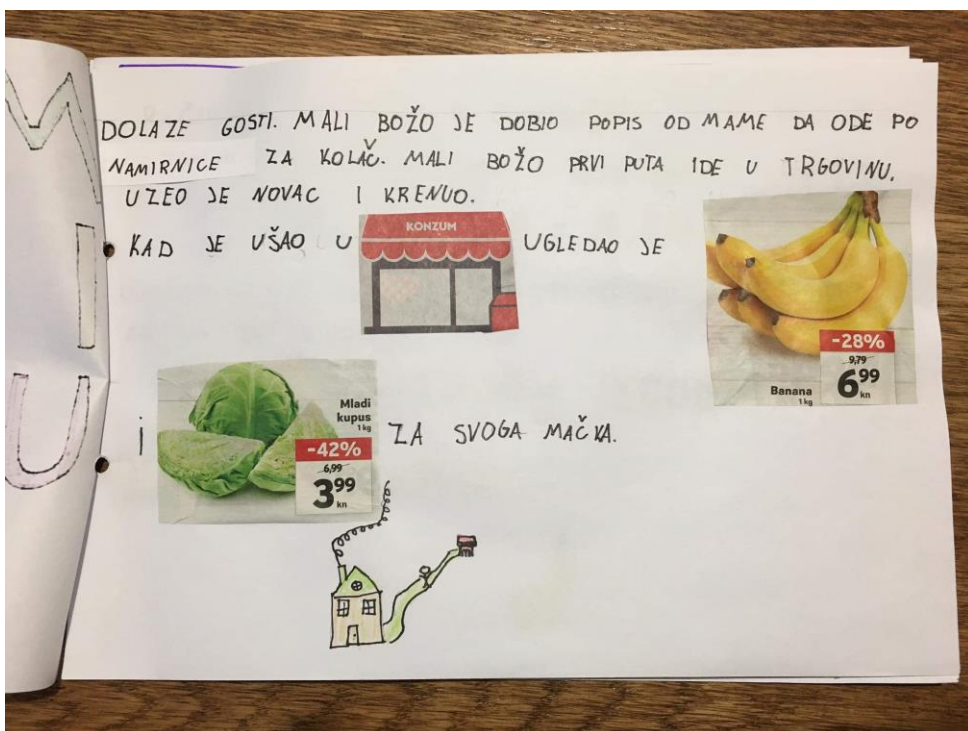 M
I
U
DOLAZE GOSTI. MALI BOŽO JE DOBIO POPIS OD MAME DA ODE PO
NAMIRNICE ZA KOLAČ. MALI BOŽO PRVI PUTA IDE U TRGOVINU.
UZEO JE NOVAC I KRENUO.
KAD JE UŠAO U KONZUM UGLEDAO JE
-28%
9,79
Banana 6,99
1 kg kn
i
Mladi
kupus
1 kg
-42%
6,99
3,99
kn
ZA SVOGA MAČKA.